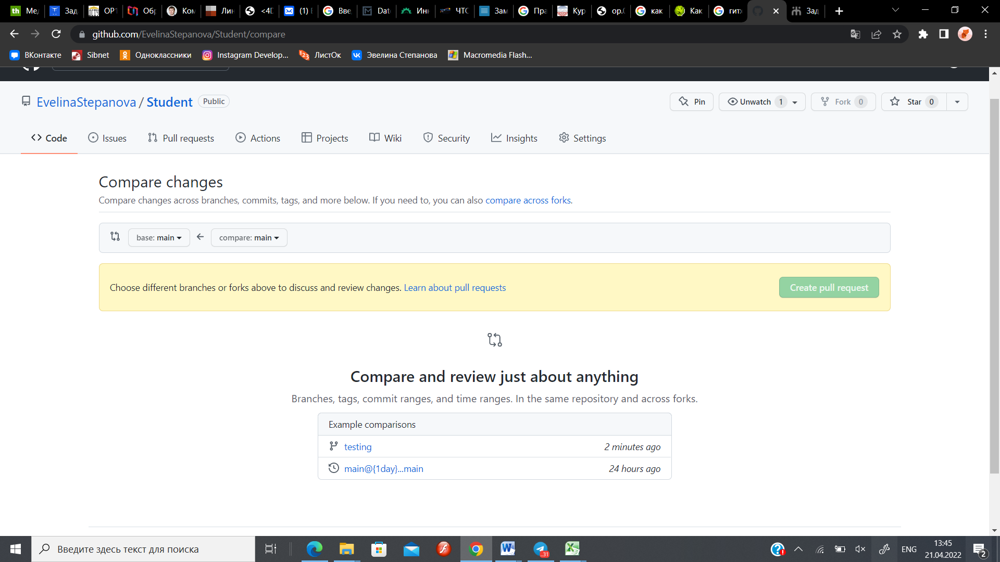 Ме Зад ОР1 Обр Ком Лин <4D (1) Вве Dat Инн ЧТО Зам Пра Кур op.( как Как гитх Зад
github.com/EvelinaStepanova/Student/compare
ВКонтакте Sibnet Одноклассники Instagram Develop... ЛистОк Эвелина Степанова Macromedia Flash...
EvelinaStepanova / Student Public Pin Unwatch 1 Fork 0 Star 0
Code Issues Pull requests Actions Projects Wiki Security Insights Settings
Compare changes
Compare changes across branches, commits, tags, and more below. If you need to, you can also compare across forks.
base: main compare: main
Choose different branches or forks above to discuss and review changes. Learn about pull requests Create pull request
Compare and review just about anything
Branches, tags, commit ranges, and time ranges. In the same repository and across forks.
Example comparisons
testing 2 minutes ago
main@{1day}...main 24 hours ago
Введите здесь текст для поиска ..31 ENG 13:45
21.04.2022 2